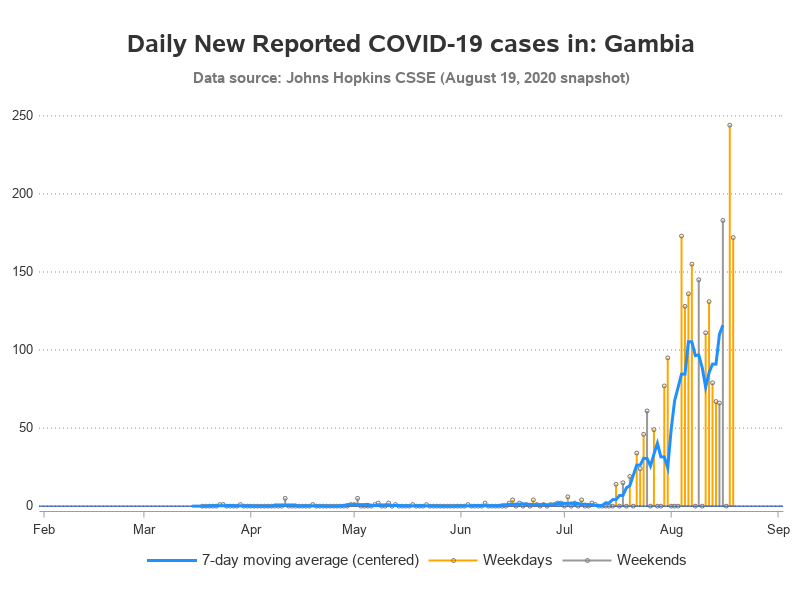 Daily New Reported COVID-19 cases in: Gambia
Data source: Johns Hopkins CSSE (August 19, 2020 snapshot)
250
200
150
100
50
0
Feb Mar Apr May Jun Jul Aug Sep
7-day moving average (centered) Weekdays Weekends